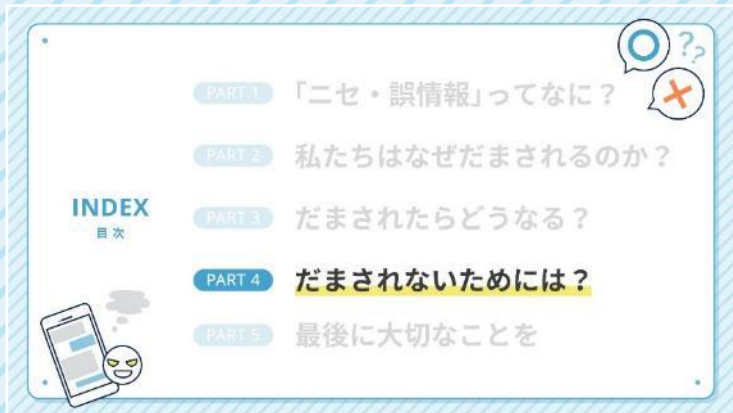 PART 1 「ニセ・誤情報」ってなに？
PART 2 私たちはなぜだまされるのか？
INDEX
目次
PART 3 だまされたらどうなる？
PART 4 だまされないためには？
PART 5 最後に大切なことを
??